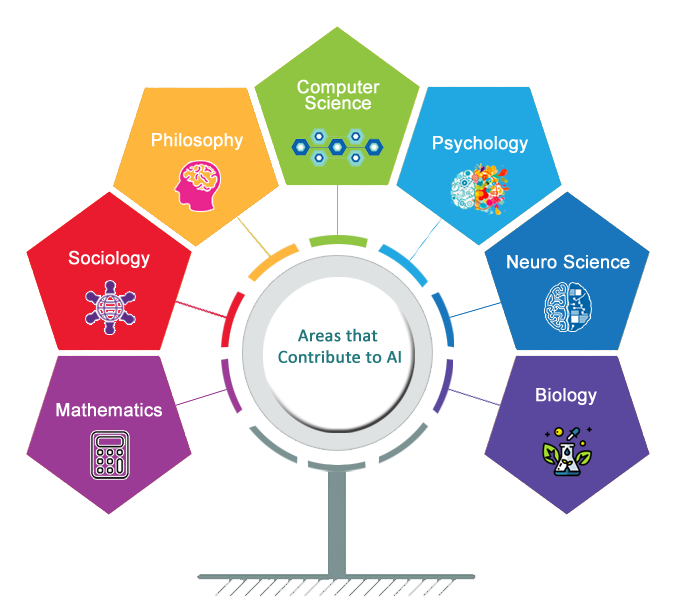 Computer
Science
Philosophy
Psychology
Sociology
Neuro Science
Areas that
Contribute to AI
Mathematics
Biology